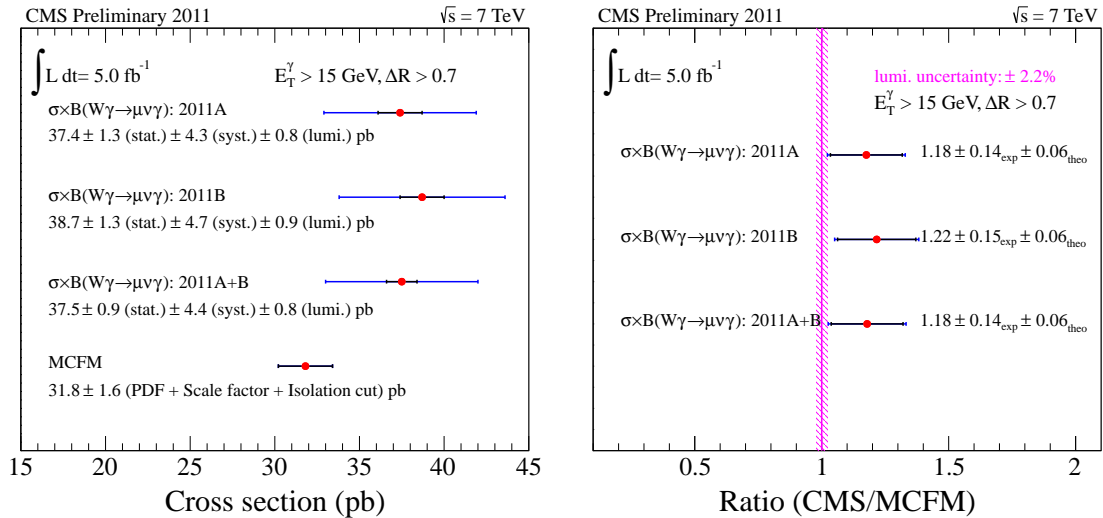 CMS Preliminary 2011 √s = 7 TeV
∫L dt= 5.0 fb⁻¹ E_T^γ > 15 GeV, ΔR > 0.7
σ×B(Wγ→μνγ): 2011A
37.4 ± 1.3 (stat.) ± 4.3 (syst.) ± 0.8 (lumi.) pb
σ×B(Wγ→μνγ): 2011B
38.7 ± 1.3 (stat.) ± 4.7 (syst.) ± 0.9 (lumi.) pb
σ×B(Wγ→μνγ): 2011A+B
37.5 ± 0.9 (stat.) ± 4.4 (syst.) ± 0.8 (lumi.) pb
MCFM
31.8 ± 1.6 (PDF + Scale factor + Isolation cut) pb
15 20 25 30 35 40 45
Cross section (pb)
CMS Preliminary 2011 √s = 7 TeV
∫L dt= 5.0 fb⁻¹ lumi. uncertainty: ± 2.2%
E_T^γ > 15 GeV, ΔR > 0.7
σ×B(Wγ→μνγ): 2011A 1.18 ± 0.14_exp ± 0.06_theo
σ×B(Wγ→μνγ): 2011B 1.22 ± 0.15_exp ± 0.06_theo
σ×B(Wγ→μνγ): 2011A+B 1.18 ± 0.14_exp ± 0.06_theo
0.5 1 1.5 2
Ratio (CMS/MCFM)